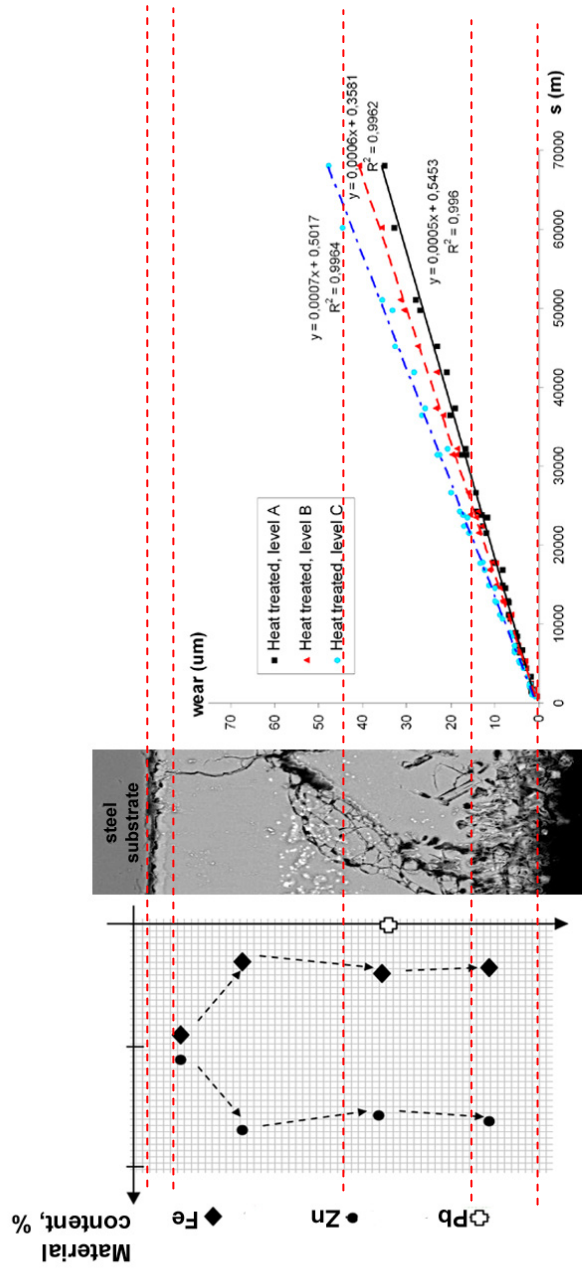 Material
content, %
Fe
Zn
Pb
steel
substrate
wear (um)
70
60
50
40
30
20
10
0
Heat treated, level A
Heat treated, level B
Heat treated, level C
y = 0,0007x + 0,5017
R² = 0,9964
y = 0,0006x + 0,3581
R² = 0,9962
y = 0,0005x + 0,5453
R² = 0,996
0
10000
20000
30000
40000
50000
60000
70000
s (m)